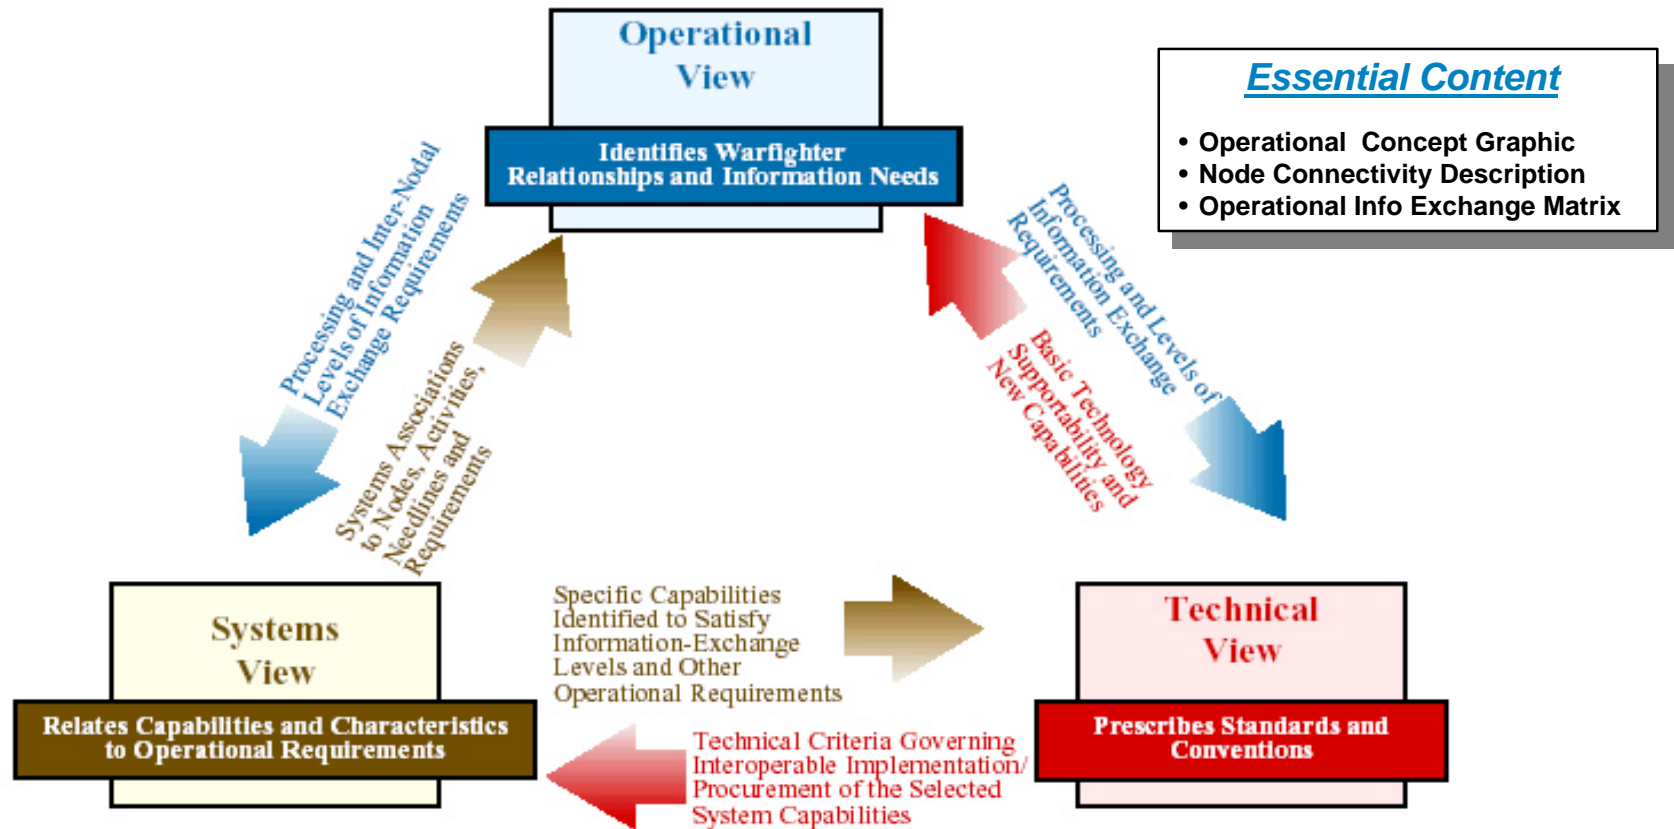 Operational
View
Identifies Warfighter
Relationships and Information Needs
Essential Content
• Operational Concept Graphic
• Node Connectivity Description
• Operational Info Exchange Matrix
Processing and Inter-Nodal
Levels of Information
Exchange Requirements
Systems Associations
to Nodes, Activities,
Needlines and
Requirements
Processing and Levels of
Information Exchange
Requirements
Basic Technology
Supportability and
New Capabilities
Systems
View
Relates Capabilities and Characteristics
to Operational Requirements
Specific Capabilities
Identified to Satisfy
Information-Exchange
Levels and Other
Operational Requirements
Technical Criteria Governing
Interoperable Implementation/
Procurement of the Selected
System Capabilities
Technical
View
Prescribes Standards and
Conventions